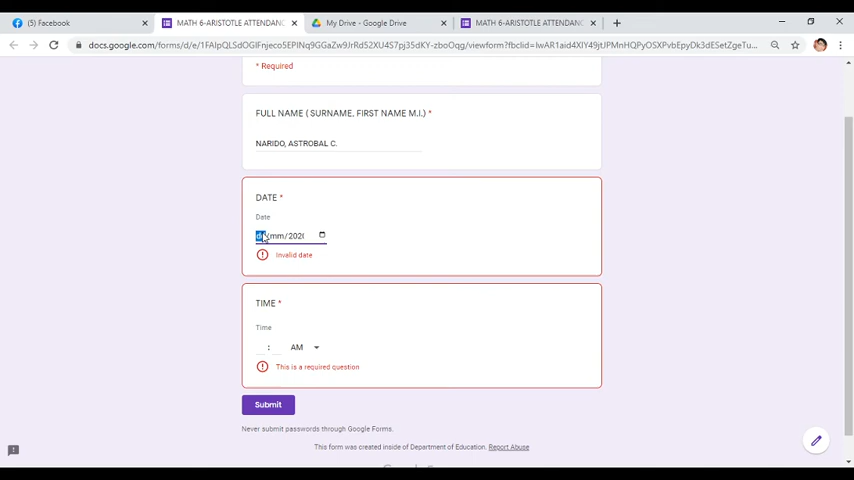 (5) Facebook
MATH 6-ARISTOTLE ATTENDANC
My Drive - Google Drive
MATH 6-ARISTOTLE ATTENDANC
docs.google.com/forms/d/e/1FAIpQLSdOGIFnjeco5EPINq9GGaZw9JrRd52XU4S7pj35dKY-zboOqg/viewform?fbclid=IwAR1aid4XIY49jtJPMnHQPyOSXPvbEpyDk3dESetZgeTu...
* Required
FULL NAME ( SURNAME, FIRST NAME M.I.) *
NARIDO, ASTROBAL C.
DATE *
Date
/mm/2020
Invalid date
TIME *
Time
: AM
This is a required question
Submit
Never submit passwords through Google Forms.
This form was created inside of Department of Education. Report Abuse